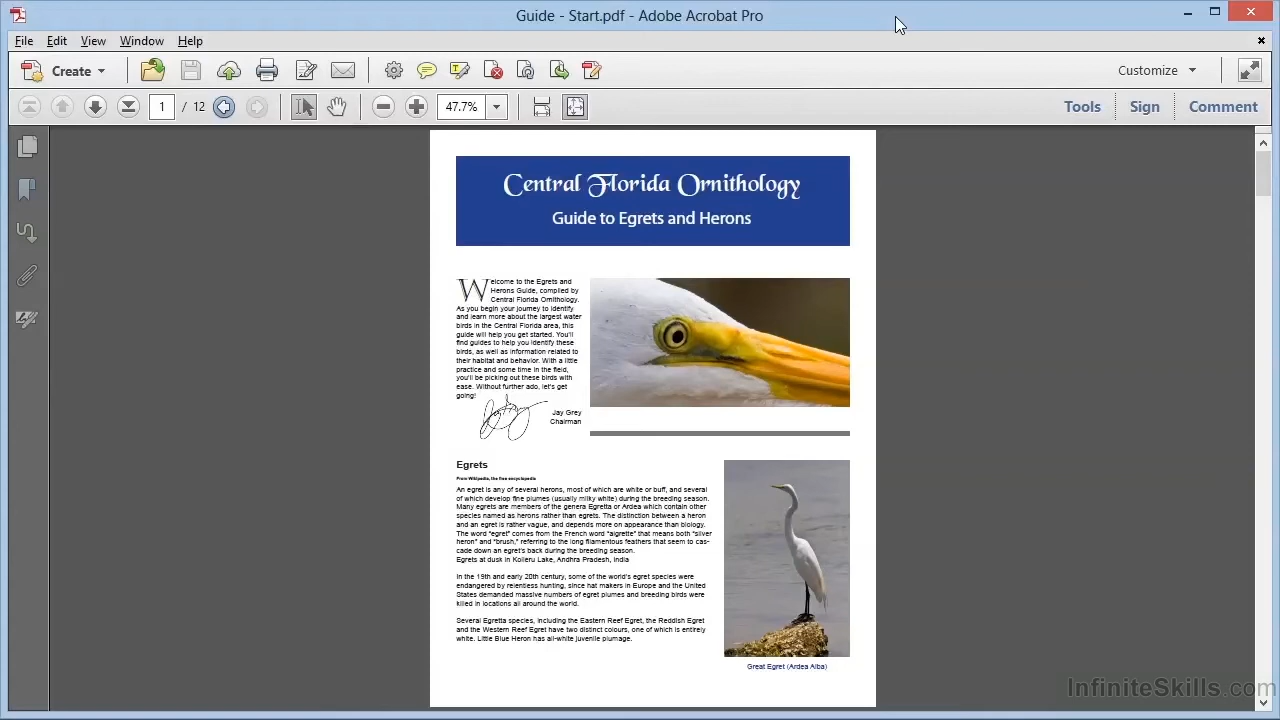 Guide - Start.pdf - Adobe Acrobat Pro
File Edit View Window Help
Create
Customize
1 / 12
47.7%
Tools Sign Comment
Central Florida Ornithology
Guide to Egrets and Herons
Welcome to the Egrets and
Herons Guide, compiled by
Central Florida Ornithology.
As you begin your journey to identify
and learn more about the largest water
birds in the Central Florida area, this
guide will help you get started. You'll
find guides to help you identify these
birds, as well as information related to
their habitat and behavior. With a little
practice and some time in the field,
you'll be picking out these birds with
ease. Without further ado, let's get
going!
Jay Grey
Chairman
Egrets
From Wikipedia, the free encyclopedia
An egret is any of several herons, most of which are white or buff, and several
of which develop fine plumes (usually milky white) during the breeding season.
Many egrets are members of the genera Egretta or Ardea which contain other
species named as herons rather than egrets. The distinction between a heron
and an egret is rather vague, and depends more on appearance than biology.
The word "egret" comes from the French word "aigrette" that means both "silver
heron" and "brush," referring to the long filamentous feathers that seem to cas-
cade down an egret's back during the breeding season.
Egrets at dusk in Kolleru Lake, Andhra Pradesh, India
In the 19th and early 20th century, some of the world's egret species were
endangered by relentless hunting, since hat makers in Europe and the United
States demanded massive numbers of egret plumes and breeding birds were
killed in locations all around the world.
Several Egretta species, including the Eastern Reef Egret, the Reddish Egret
and the Western Reef Egret have two distinct colours, one of which is entirely
white. Little Blue Heron has all-white juvenile plumage.
Great Egret (Ardea Alba)
InfiniteSkills.com